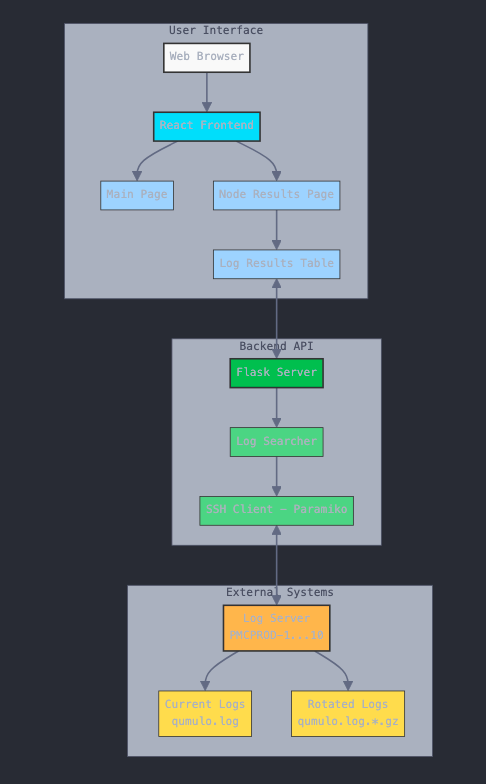 User Interface
Web Browser
React Frontend
Main Page
Node Results Page
Log Results Table
Backend API
Flask Server
Log Searcher
SSH Client – Paramiko
External Systems
Log Server
PMCPROD-1...10
Current Logs
qumulo.log
Rotated Logs
qumulo.log.*.gz